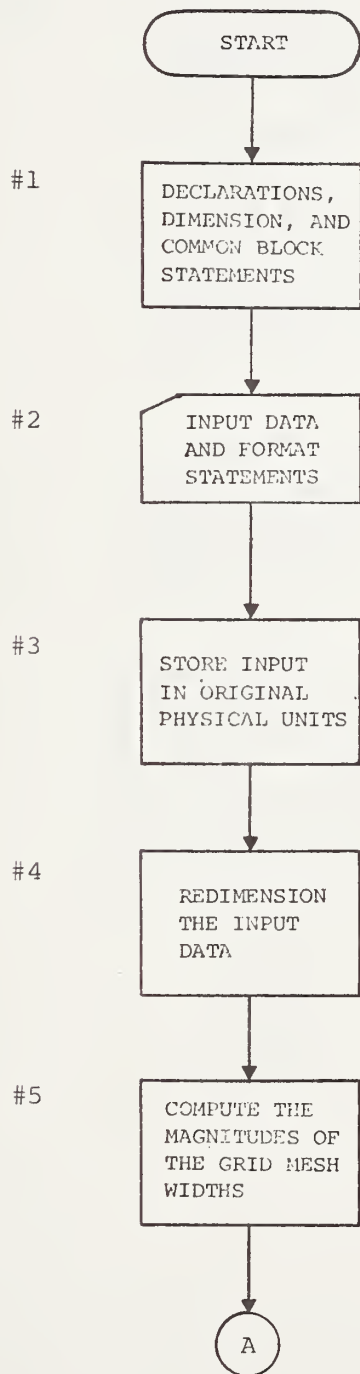 START
#1
DECLARATIONS,
DIMENSION, AND
COMMON BLOCK
STATEMENTS
#2
INPUT DATA
AND FORMAT
STATEMENTS
#3
STORE INPUT
IN ORIGINAL
PHYSICAL UNITS
#4
REDIMENSION
THE INPUT
DATA
#5
COMPUTE THE
MAGNITUDES OF
THE GRID MESH
WIDTHS
A